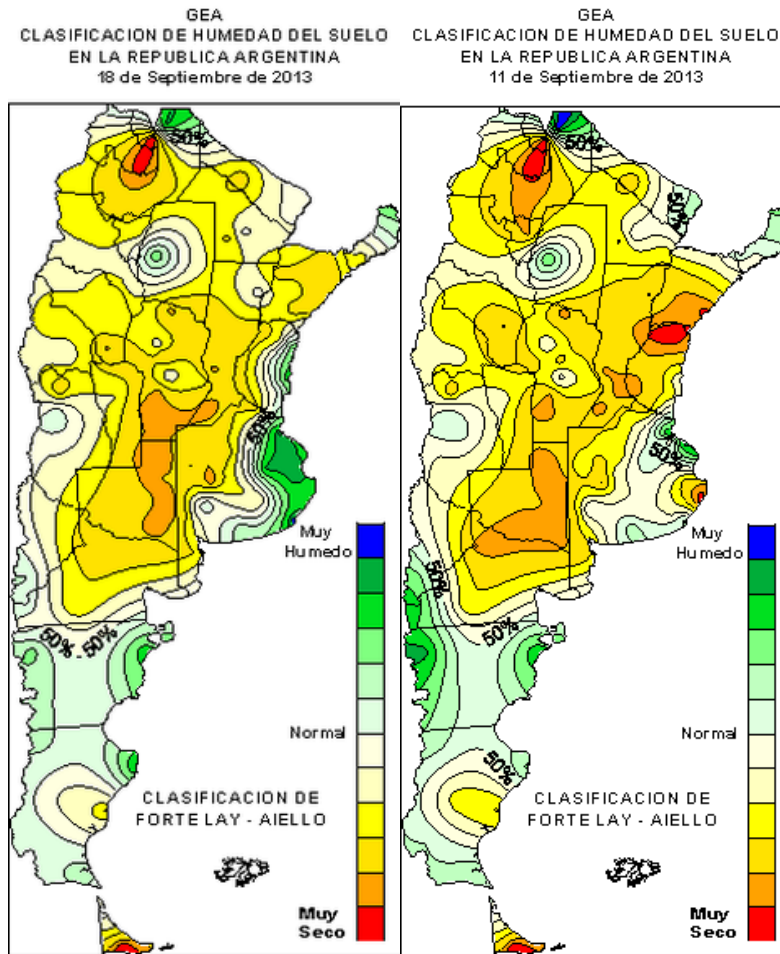 GEA
CLASIFICACION DE HUMEDAD DEL SUELO
EN LA REPUBLICA ARGENTINA
18 de Septiembre de 2013
50%
50%
50% - 50%
Muy
Humedo
Normal
CLASIFICACION DE
FORTE LAY - AIELLO
Muy
Seco
GEA
CLASIFICACION DE HUMEDAD DEL SUELO
EN LA REPUBLICA ARGENTINA
11 de Septiembre de 2013
50%
50%
50%
50%
50%
50%
Muy
Humedo
Normal
CLASIFICACION DE
FORTE LAY - AIELLO
Muy
Seco